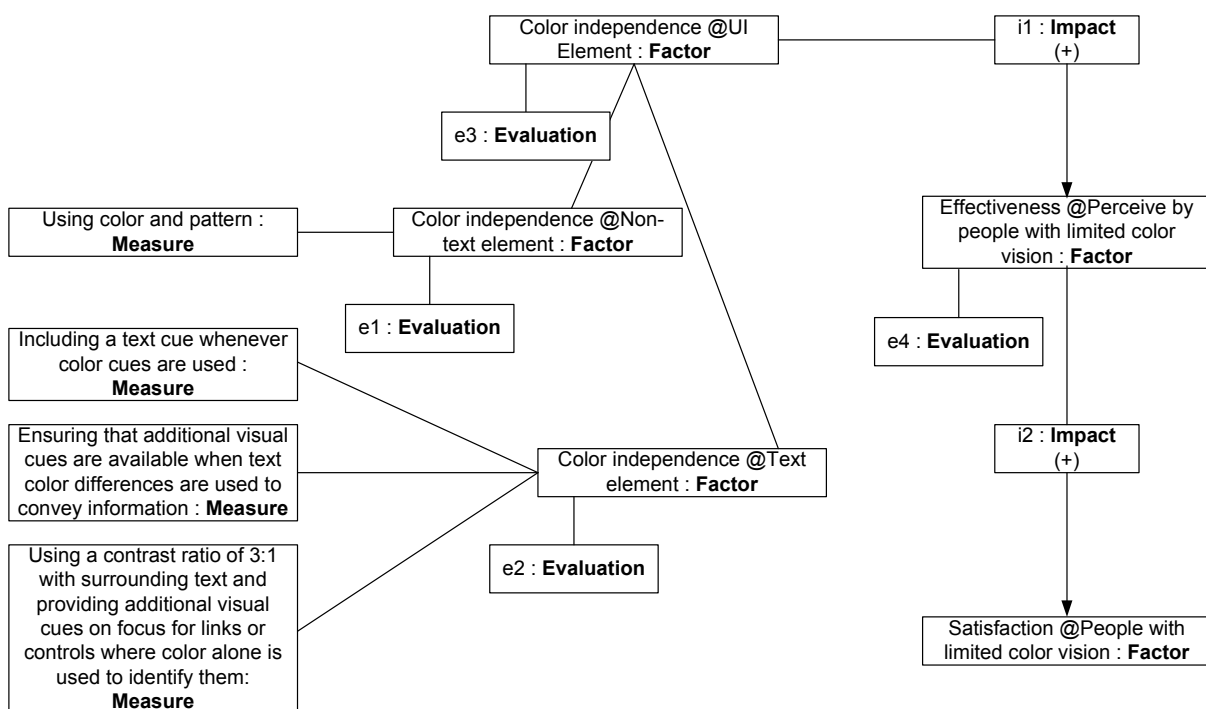 Color independence @UI
Element : Factor
i1 : Impact
(+)
e3 : Evaluation
Using color and pattern :
Measure
Color independence @Non-
text element : Factor
Effectiveness @Perceive by
people with limited color
vision : Factor
e1 : Evaluation
e4 : Evaluation
Including a text cue whenever
color cues are used :
Measure
Ensuring that additional visual
cues are available when text
color differences are used to
convey information : Measure
Color independence @Text
element : Factor
i2 : Impact
(+)
e2 : Evaluation
Using a contrast ratio of 3:1
with surrounding text and
providing additional visual
cues on focus for links or
controls where color alone is
used to identify them:
Measure
Satisfaction @People with
limited color vision : Factor